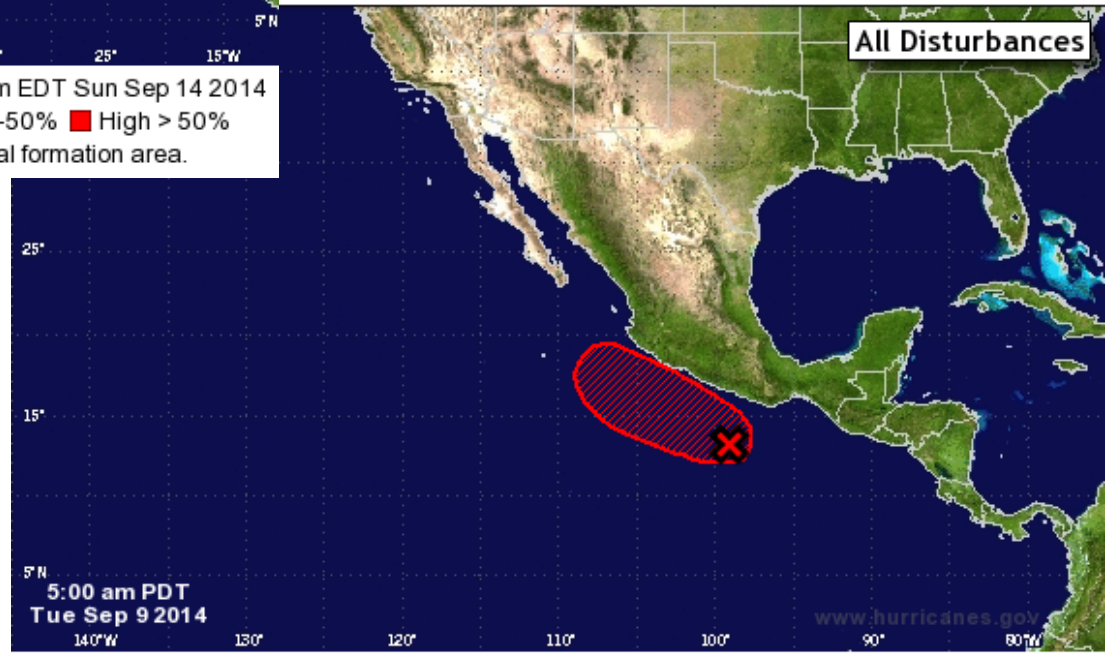 5°N
25° 15°W
All Disturbances
EDT Sun Sep 14 2014
-50% High > 50%
formation area.
25°
15°
5°N
5:00 am PDT
Tue Sep 9 2014
www.hurricanes.gov
140°W 130° 120° 110° 100° 90° 80°W